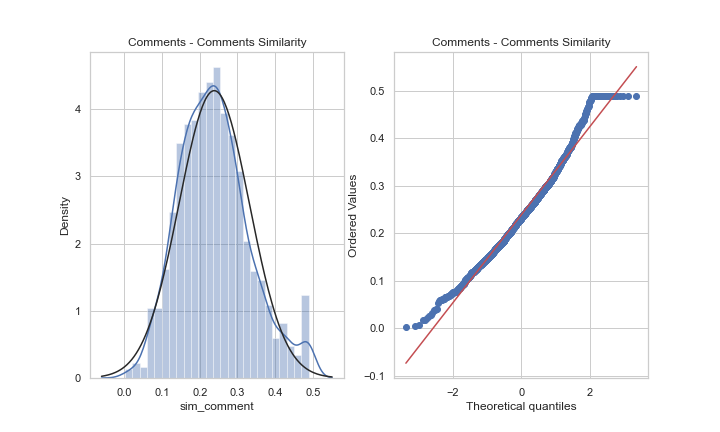 Comments - Comments Similarity
Density
4
3
2
1
0
0.0 0.1 0.2 0.3 0.4 0.5
sim_comment
Comments - Comments Similarity
Ordered Values
0.5
0.4
0.3
0.2
0.1
0.0
−0.1
−2 0 2
Theoretical quantiles